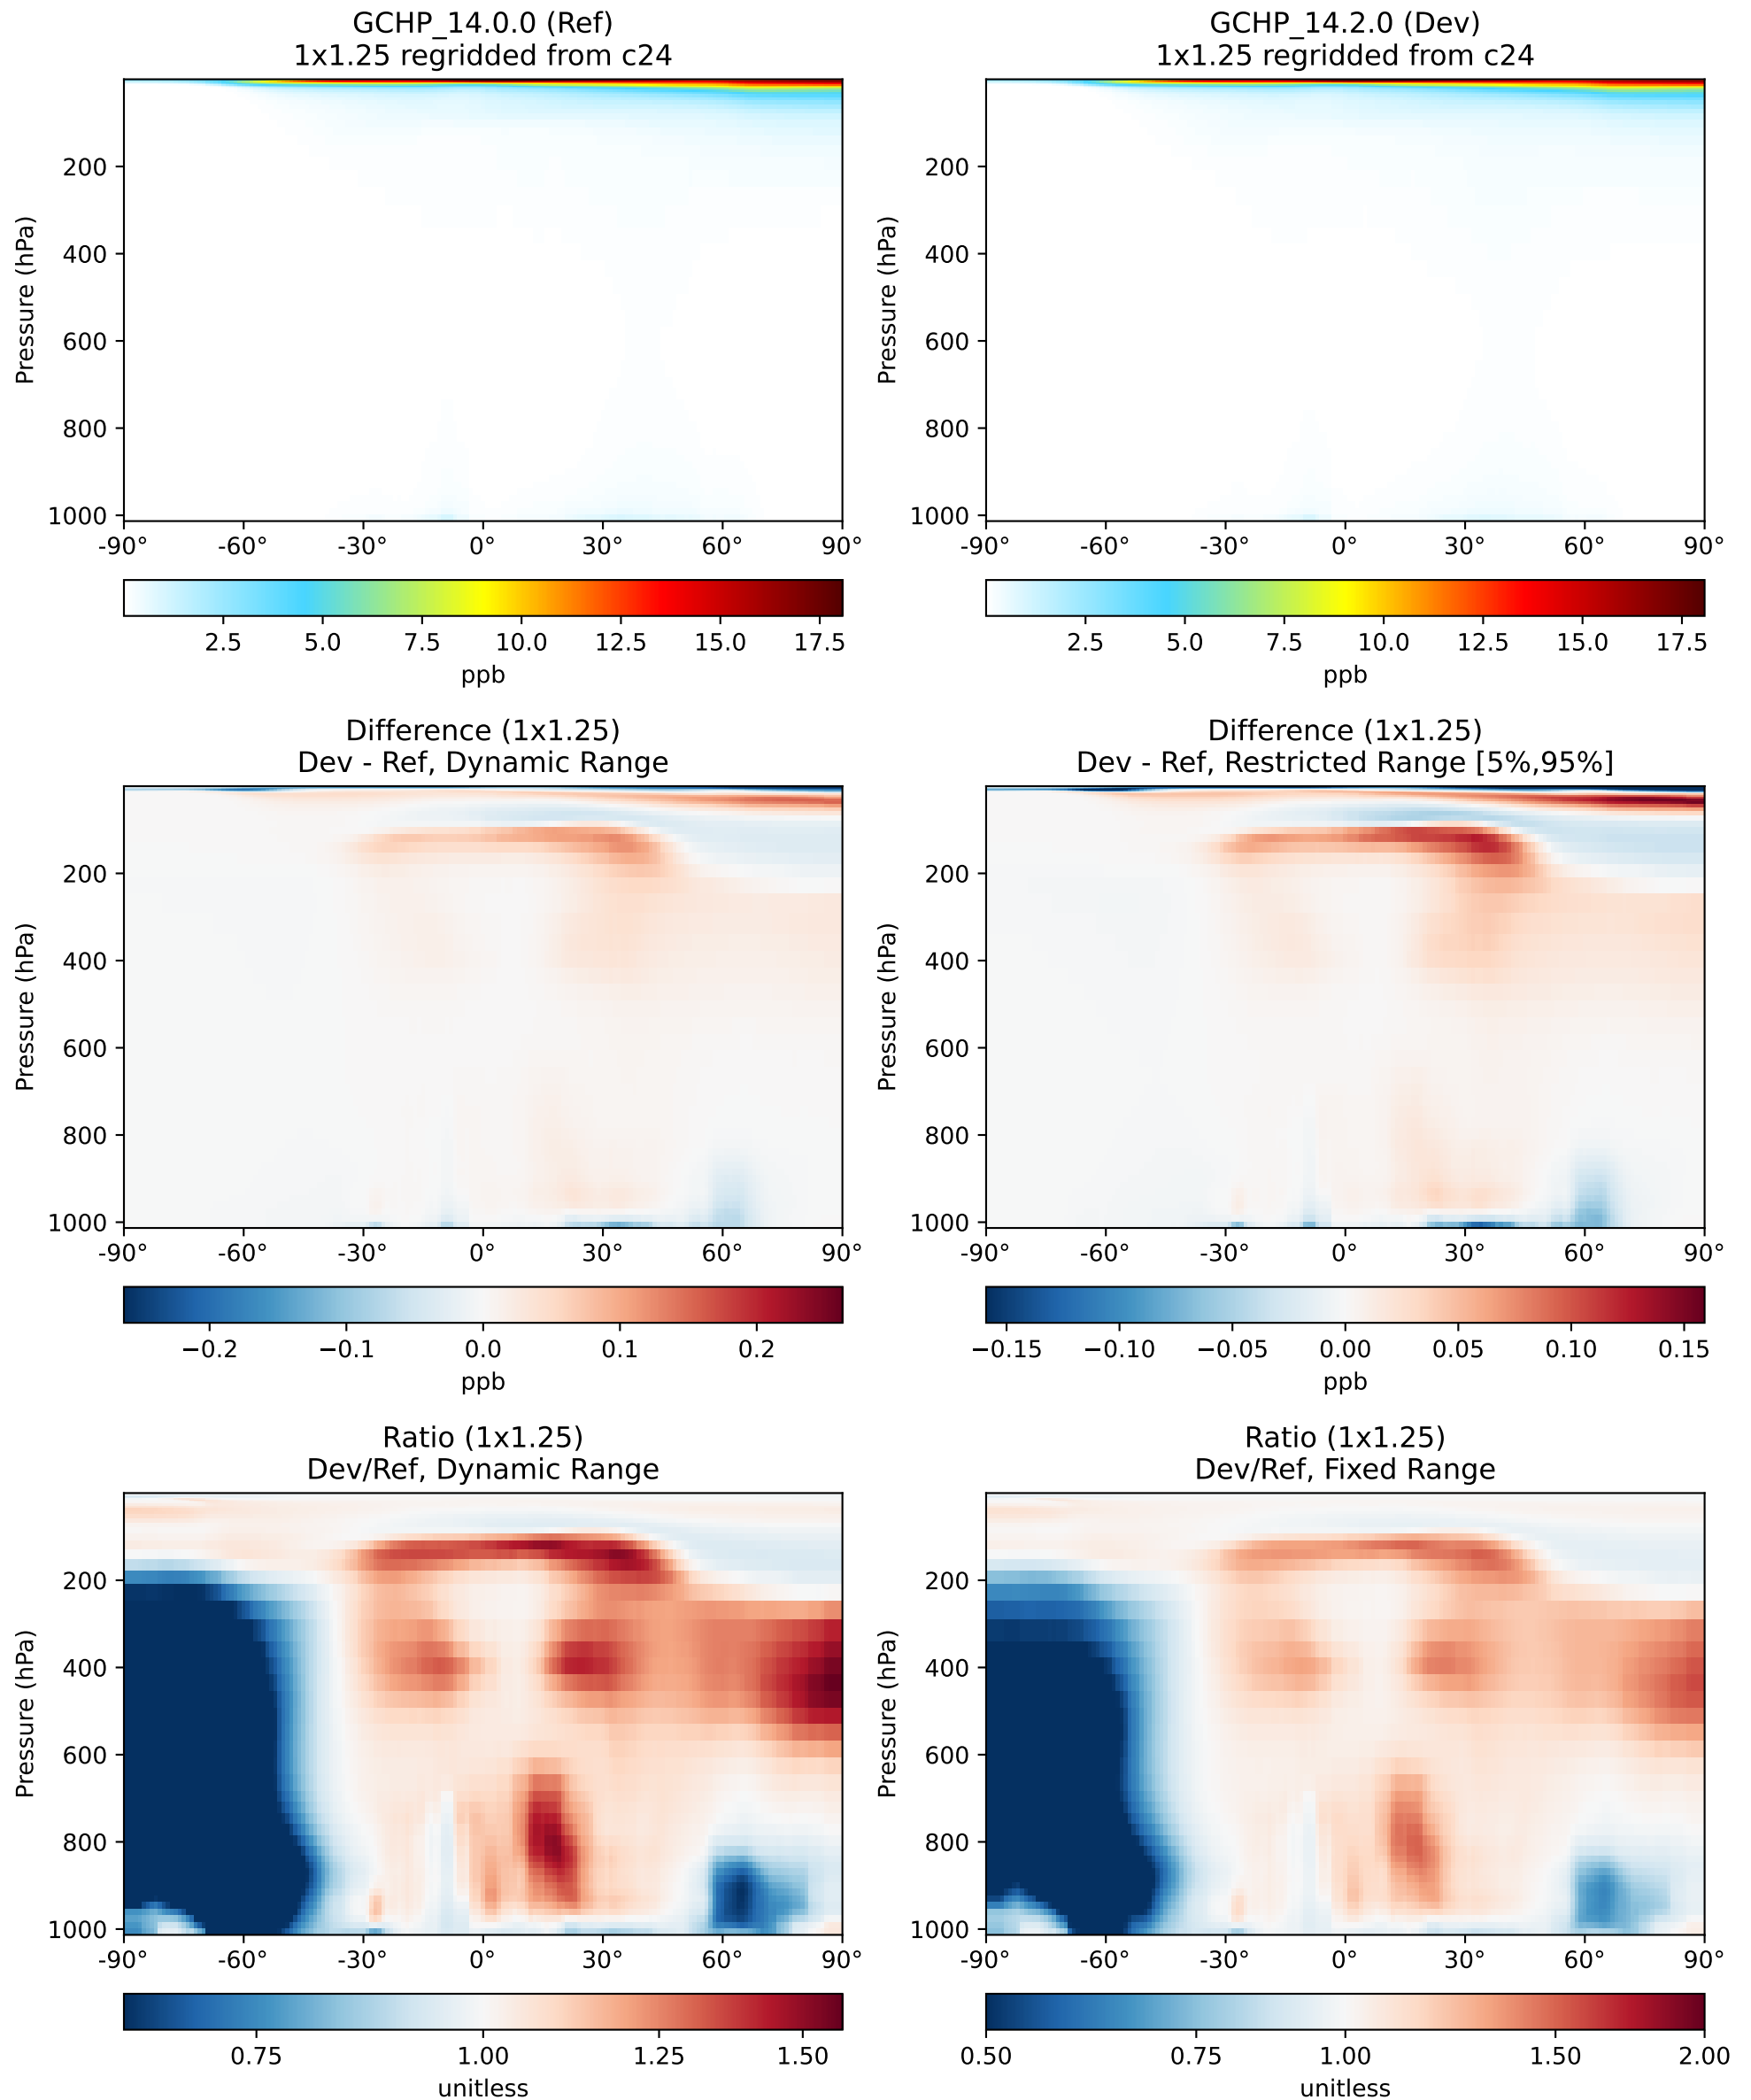 GCHP_14.0.0 (Ref)
1x1.25 regridded from c24
Pressure (hPa)
200
400
600
800
1000
-90° -60° -30° 0° 30° 60° 90°
2.5 5.0 7.5 10.0 12.5 15.0 17.5
ppb
GCHP_14.2.0 (Dev)
1x1.25 regridded from c24
Pressure (hPa)
200
400
600
800
1000
-90° -60° -30° 0° 30° 60° 90°
2.5 5.0 7.5 10.0 12.5 15.0 17.5
ppb
Difference (1x1.25)
Dev - Ref, Dynamic Range
Pressure (hPa)
200
400
600
800
1000
-90° -60° -30° 0° 30° 60° 90°
−0.2 −0.1 0.0 0.1 0.2
ppb
Difference (1x1.25)
Dev - Ref, Restricted Range [5%,95%]
Pressure (hPa)
200
400
600
800
1000
-90° -60° -30° 0° 30° 60° 90°
−0.15 −0.10 −0.05 0.00 0.05 0.10 0.15
ppb
Ratio (1x1.25)
Dev/Ref, Dynamic Range
Pressure (hPa)
200
400
600
800
1000
-90° -60° -30° 0° 30° 60° 90°
0.75 1.00 1.25 1.50
unitless
Ratio (1x1.25)
Dev/Ref, Fixed Range
Pressure (hPa)
200
400
600
800
1000
-90° -60° -30° 0° 30° 60° 90°
0.50 0.75 1.00 1.50 2.00
unitless